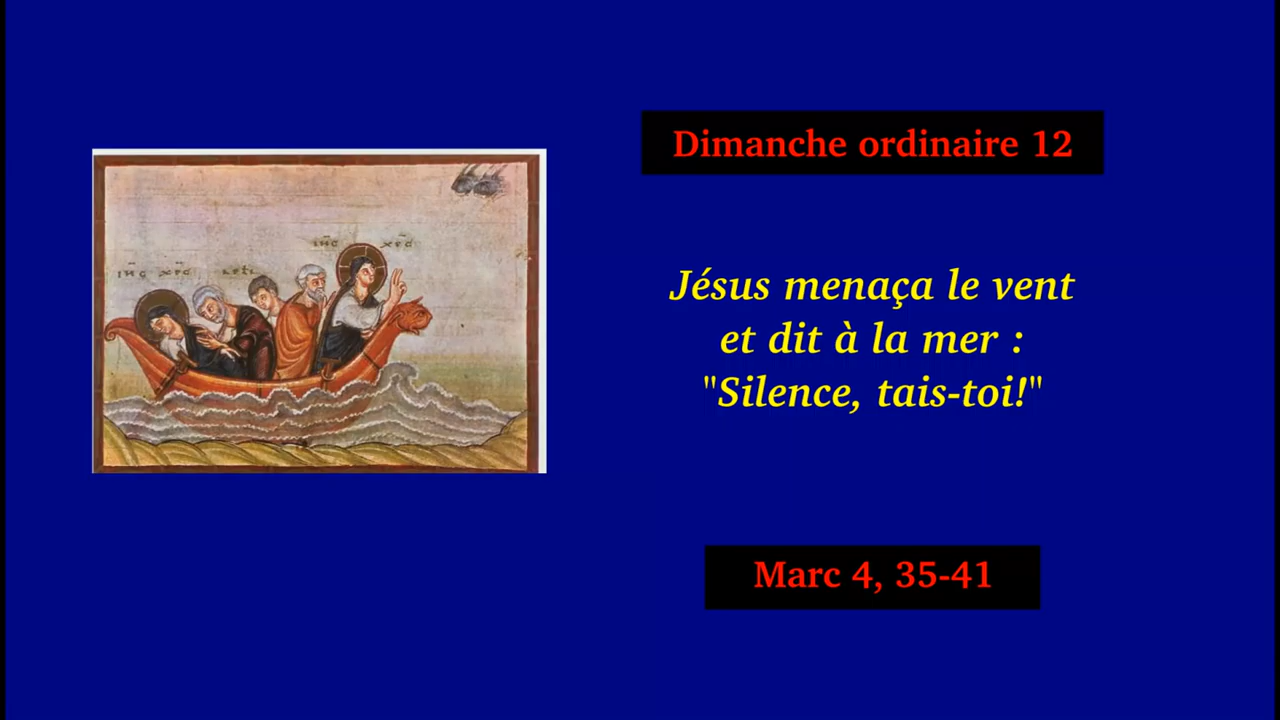 Dimanche ordinaire 12
Jésus menaça le vent
et dit à la mer :
"Silence, tais-toi!"
Marc 4, 35-41